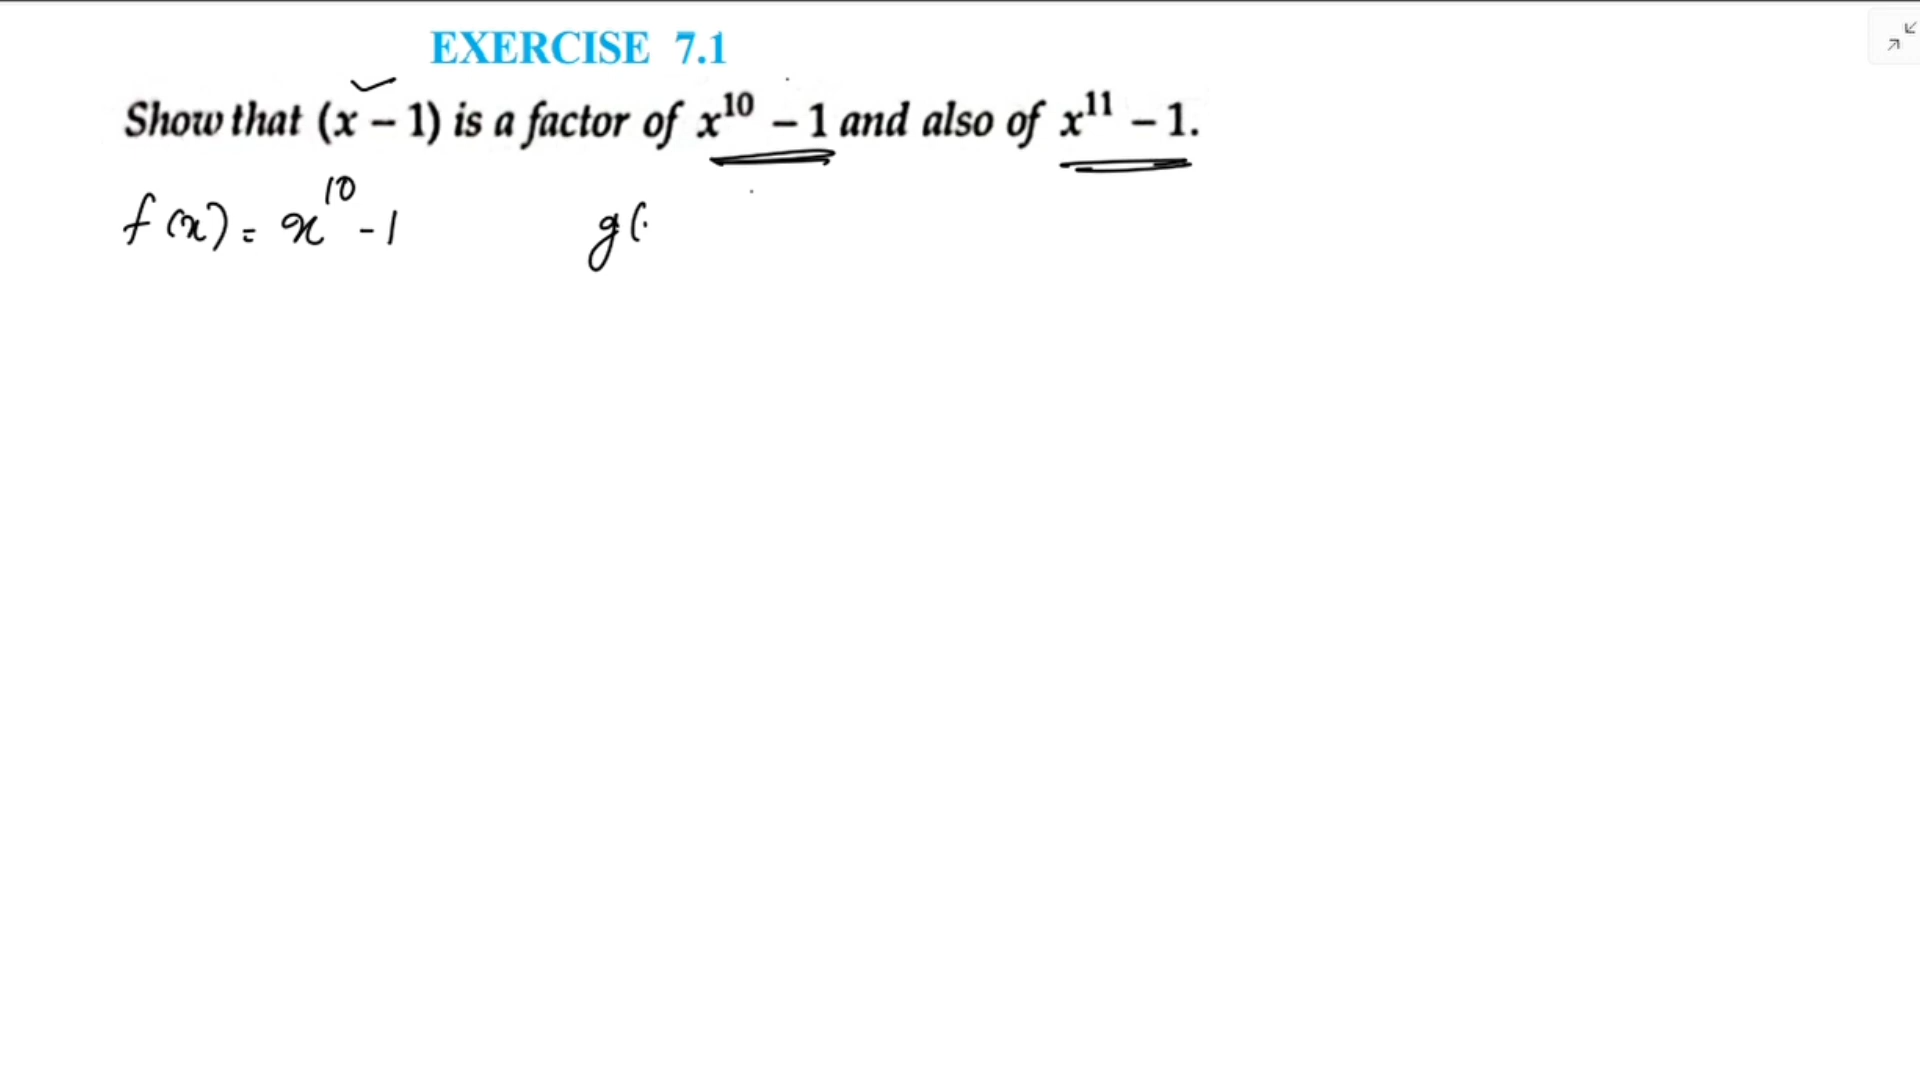 EXERCISE 7.1
Show that (x – 1) is a factor of x¹⁰ – 1 and also of x¹¹ – 1.
f(x) = x¹⁰ - 1 g(